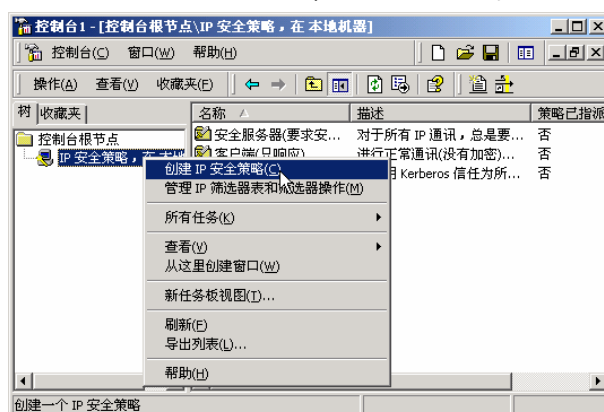 控制台1 - [控制台根节点\IP 安全策略，在 本地机器]
控制台(C) 窗口(W) 帮助(H)
操作(A) 查看(V) 收藏夹(F)
树 收藏夹 名称 描述 策略已指派
控制台根节点 安全服务器(要求安... 对于所有 IP 通讯，总是要... 否
IP 安全策略，在 客户端(只响应) 进行正常通讯(没有加密)... 否
Kerberos 信任为所... 否
创建 IP 安全策略(C)
管理 IP 筛选器表和筛选器操作(M)
所有任务(K)
查看(V)
从这里创建窗口(W)
新任务板视图(T)...
刷新(F)
导出列表(L)...
帮助(H)
创建一个 IP 安全策略